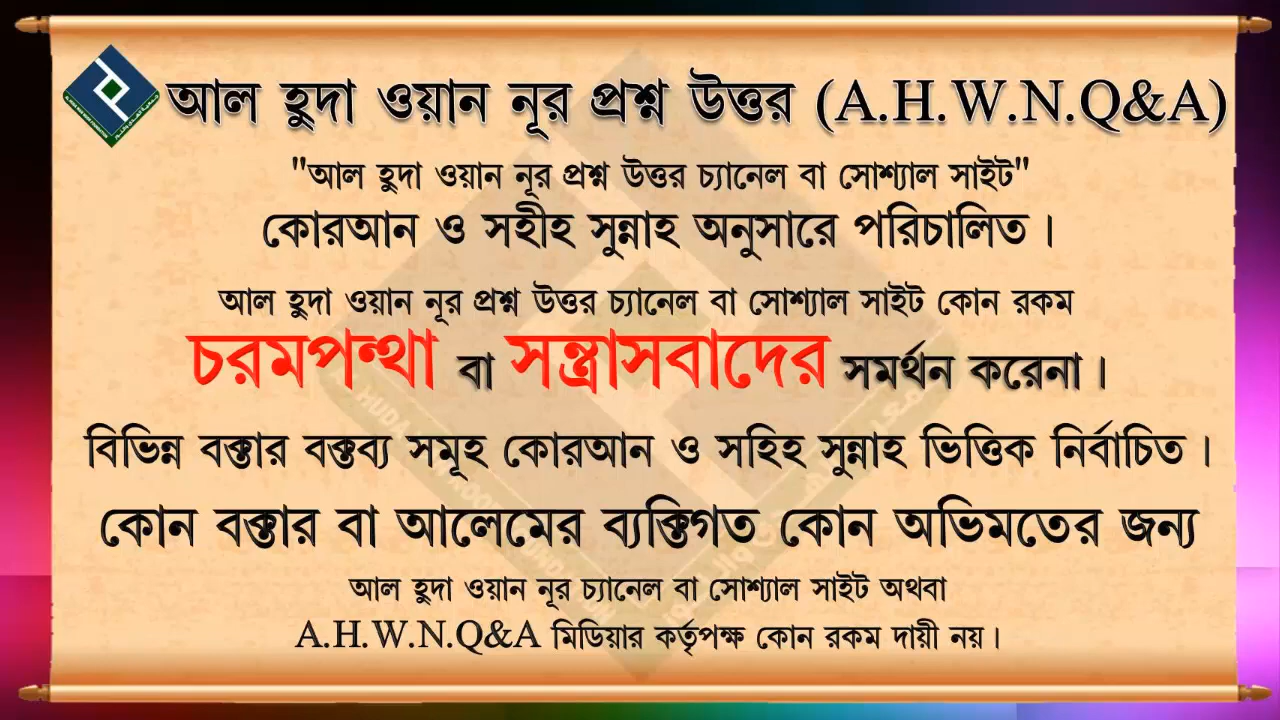 আল হুদা ওয়ান নূর প্রশ্ন উত্তর (A.H.W.N.Q&A)
"আল হুদা ওয়ান নূর প্রশ্ন উত্তর চ্যানেল বা সোশ্যাল সাইট"
কোরআন ও সহীহ সুন্নাহ অনুসারে পরিচালিত।
আল হুদা ওয়ান নূর প্রশ্ন উত্তর চ্যানেল বা সোশ্যাল সাইট কোন রকম
চরমপন্থা বা সন্ত্রাসবাদের সমর্থন করেনা।
বিভিন্ন বক্তার বক্তব্য সমূহ কোরআন ও সহিহ সুন্নাহ ভিত্তিক নির্বাচিত।
কোন বক্তার বা আলেমের ব্যক্তিগত কোন অভিমতের জন্য
আল হুদা ওয়ান নূর চ্যানেল বা সোশ্যাল সাইট অথবা
A.H.W.N.Q&A মিডিয়ার কর্তৃপক্ষ কোন রকম দায়ী নয়।